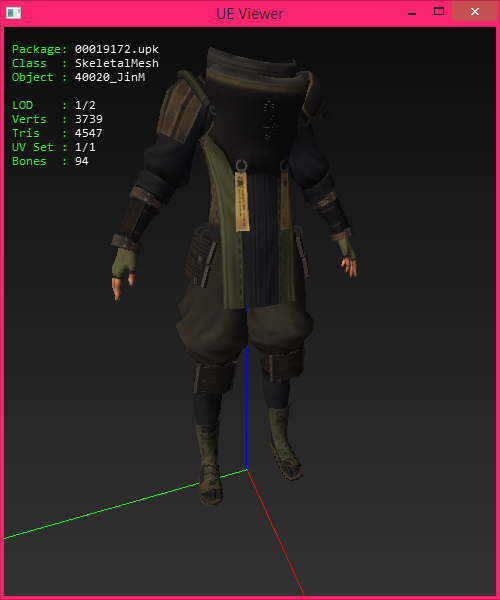 UE Viewer
Package: 00019172.upk
Class : SkeletalMesh
Object : 40020_JinM
LOD : 1/2
Verts : 3739
Tris : 4547
UV Set : 1/1
Bones : 94